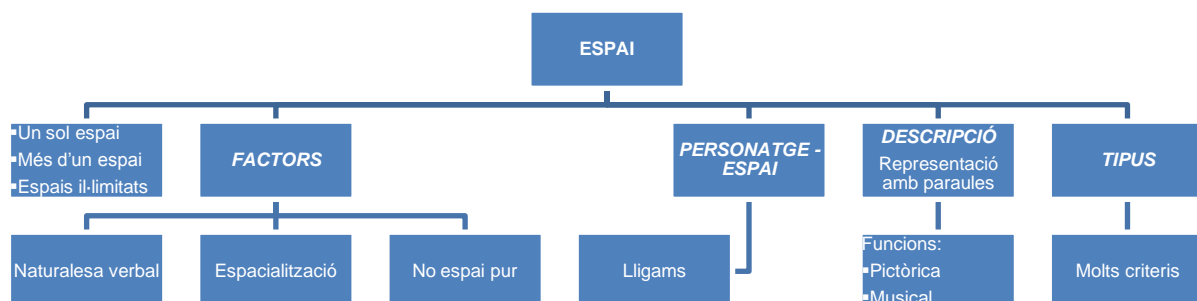 ESPAI
▪Un sol espai
▪Més d'un espai
▪Espais il·limitats
FACTORS
PERSONATGE -
ESPAI
DESCRIPCIÓ
Representació
amb paraules
TIPUS
Naturalesa verbal
Espacialització
No espai pur
Lligams
Funcions:
▪Pictòrica
▪Musical
Molts criteris